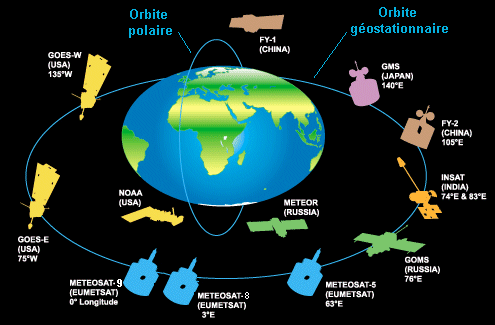 Orbite
polaire
Orbite
géostationnaire
FY-1
(CHINA)
GOES-W
(USA)
135°W
GMS
(JAPAN)
140°E
FY-2
(CHINA)
105°E
INSAT
(INDIA)
74°E & 83°E
NOAA
(USA)
METEOR
(RUSSIA)
GOES-E
(USA)
75°W
GOMS
(RUSSIA)
76°E
METEOSAT-9
(EUMETSAT)
0° Longitude
METEOSAT-8
(EUMETSAT)
3°E
METEOSAT-5
(EUMETSAT)
63°E